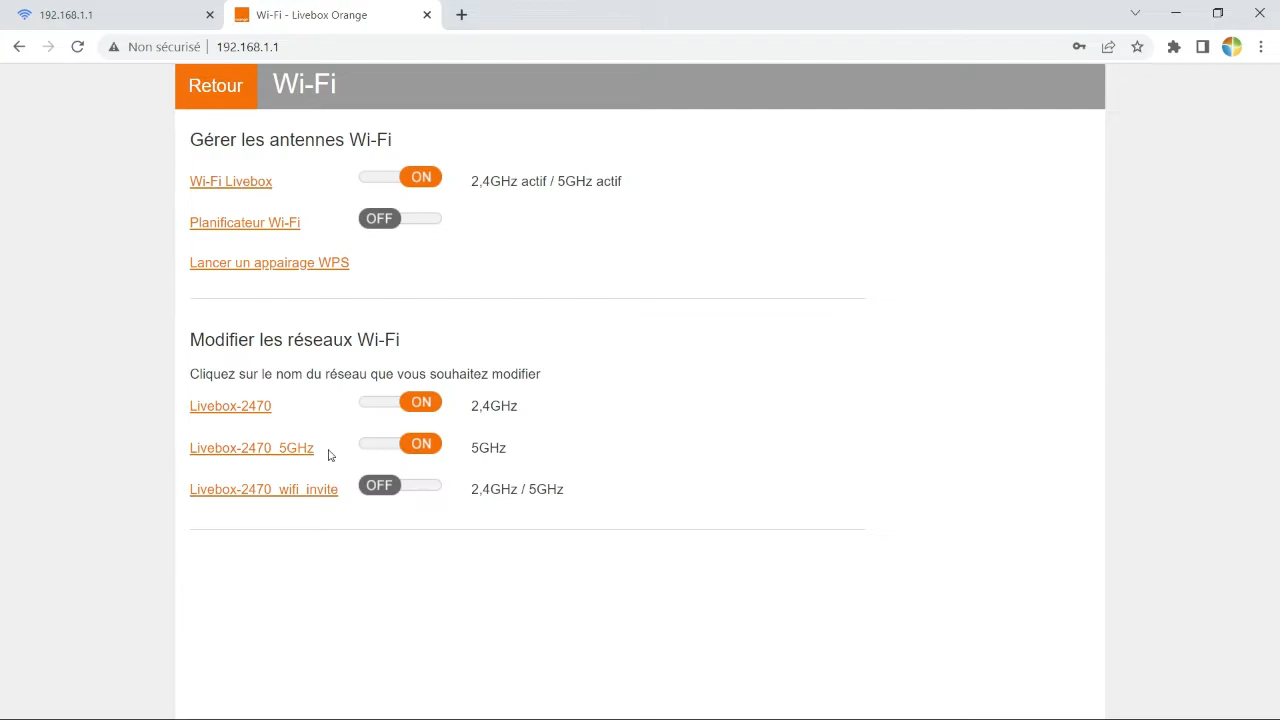 192.168.1.1
Wi-Fi - Livebox Orange
Non sécurisé
192.168.1.1
Retour
Wi-Fi
Gérer les antennes Wi-Fi
Wi-Fi Livebox ON 2,4GHz actif / 5GHz actif
Planificateur Wi-Fi OFF
Lancer un appairage WPS
Modifier les réseaux Wi-Fi
Cliquez sur le nom du réseau que vous souhaitez modifier
Livebox-2470 ON 2,4GHz
Livebox-2470_5GHz ON 5GHz
Livebox-2470_wifi_invite OFF 2,4GHz / 5GHz